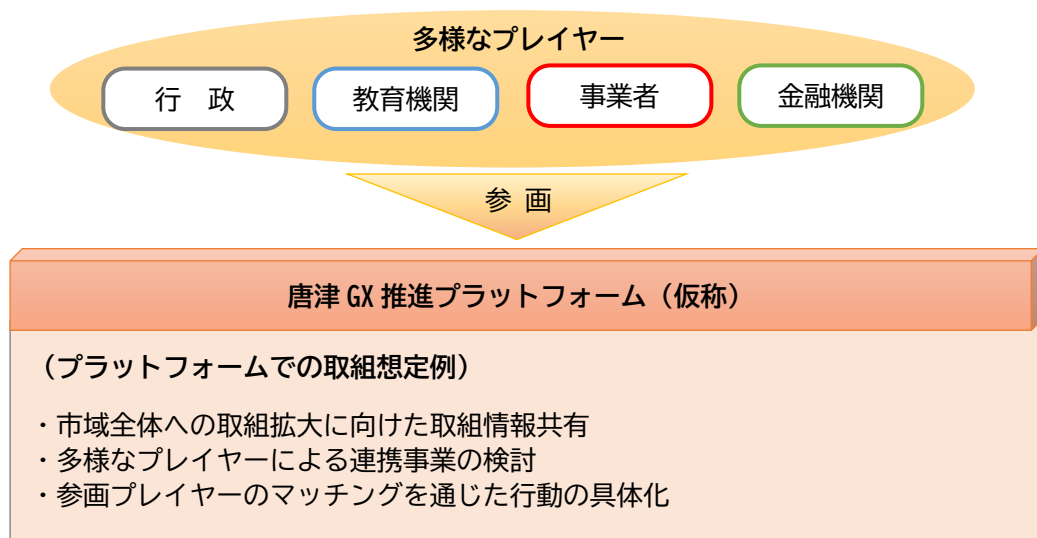 多様なプレイヤー
行　政
教育機関
事業者
金融機関
参 画
唐津 GX 推進プラットフォーム（仮称）
（プラットフォームでの取組想定例）
・市域全体への取組拡大に向けた取組情報共有
・多様なプレイヤーによる連携事業の検討
・参画プレイヤーのマッチングを通じた行動の具体化